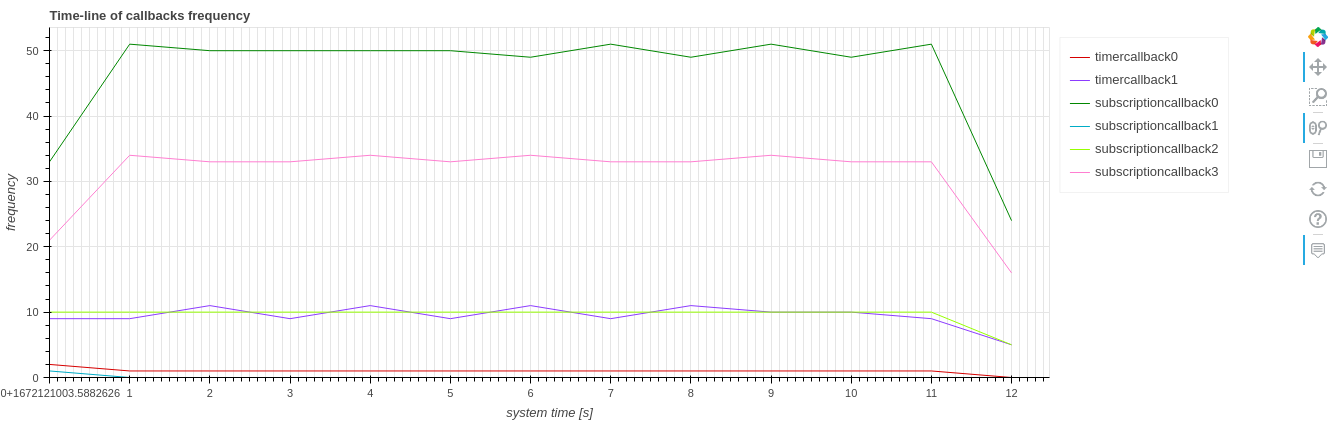 Time-line of callbacks frequency
50
40
30
20
10
0
frequency
0+1672121003.5882626 1 2 3 4 5 6 7 8 9 10 11 12
system time [s]
timercallback0
timercallback1
subscriptioncallback0
subscriptioncallback1
subscriptioncallback2
subscriptioncallback3